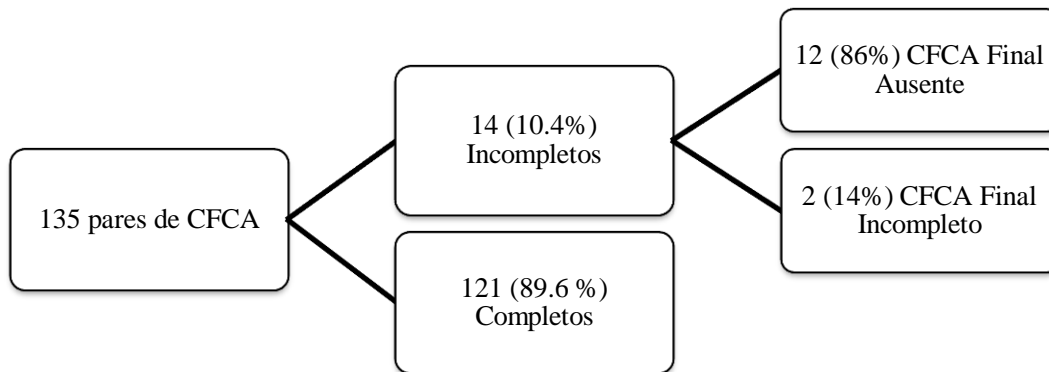 135 pares de CFCA
14 (10.4%)
Incompletos
121 (89.6 %)
Completos
12 (86%) CFCA Final
Ausente
2 (14%) CFCA Final
Incompleto